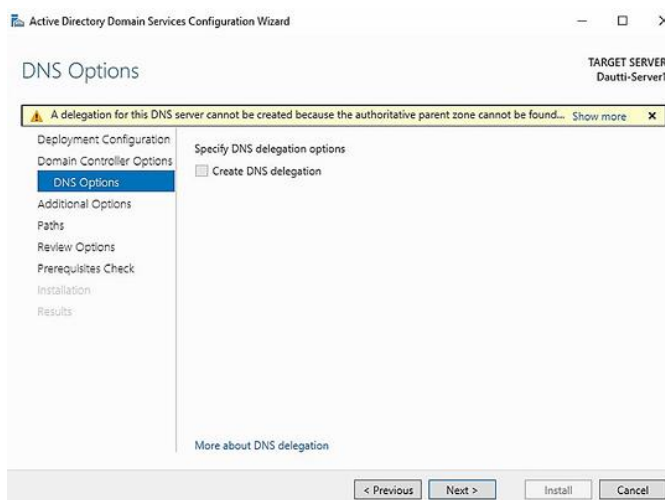 Active Directory Domain Services Configuration Wizard
DNS Options
TARGET SERVER
Dautti-Server1
A delegation for this DNS server cannot be created because the authoritative parent zone cannot be found... Show more
Deployment Configuration
Domain Controller Options
DNS Options
Additional Options
Paths
Review Options
Prerequisites Check
Installation
Results
Specify DNS delegation options
Create DNS delegation
More about DNS delegation
< Previous Next > Install Cancel